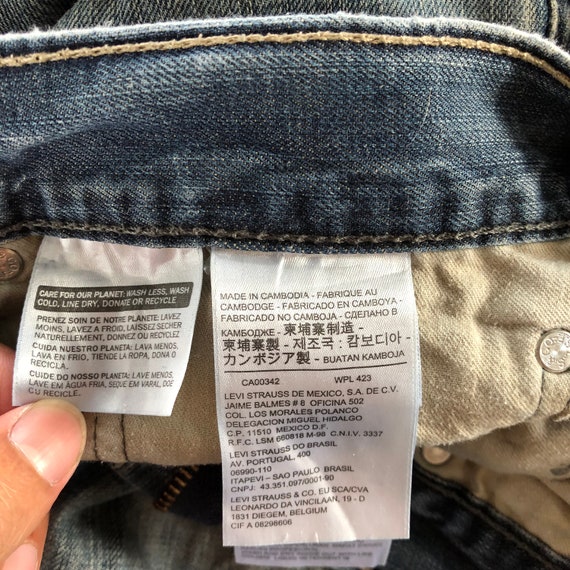 CARE FOR OUR PLANET: WASH LESS, WASH
COLD, LINE DRY, DONATE OR RECYCLE
PRENEZ SOIN DE NOTRE PLANÈTE: LAVEZ
MOINS, LAVEZ A FROID, LAISSEZ SECHER
NATURELLEMENT, DONNEZ OU RECYCLEZ
CUIDA NUESTRO PLANETA: LAVA MENOS,
LAVA EN FRIO, TIENDE LA ROPA, DONA O
RECICLA.
CUIDE DO NOSSO PLANETA: LAVE MENOS.
LAVE EM ÁGUA FRIA, SEQUE EM VARAL, DOE
OU RECICLE.
MADE IN CAMBODIA - FABRIQUE AU
CAMBODGE - FABRICADO EN CAMBOYA -
FABRICADO NO CAMBOJA - СДЕЛАНО В
КАМБОДЖЕ - 柬埔寨制造 -
柬埔寨製 - 제조국 : 캄보디아 -
カンボジア製 - BUATAN KAMBOJA
CA00342 WPL 423
LEVI STRAUSS DE MEXICO, S.A. DE C.V.
JAIME BALMES # 8 OFICINA 502
COL. LOS MORALES POLANCO
DELEGACION MIGUEL HIDALGO
C.P. 11510 MEXICO D.F.
R.F.C. LSM 680818 M-98 C.N.I.V. 3337
LEVI STRAUSS DO BRASIL
AV. PORTUGAL, 400
06990-110
ITAPEVI - SAO PAULO BRASIL
CNPJ: 43.351.097/0001-90
LEVI STRAUSS & CO. EU SCA/CVA
LEONARDO DA VINCILAAN, 19 - D
1831 DIEGEM, BELGIUM
CIF A 08298606